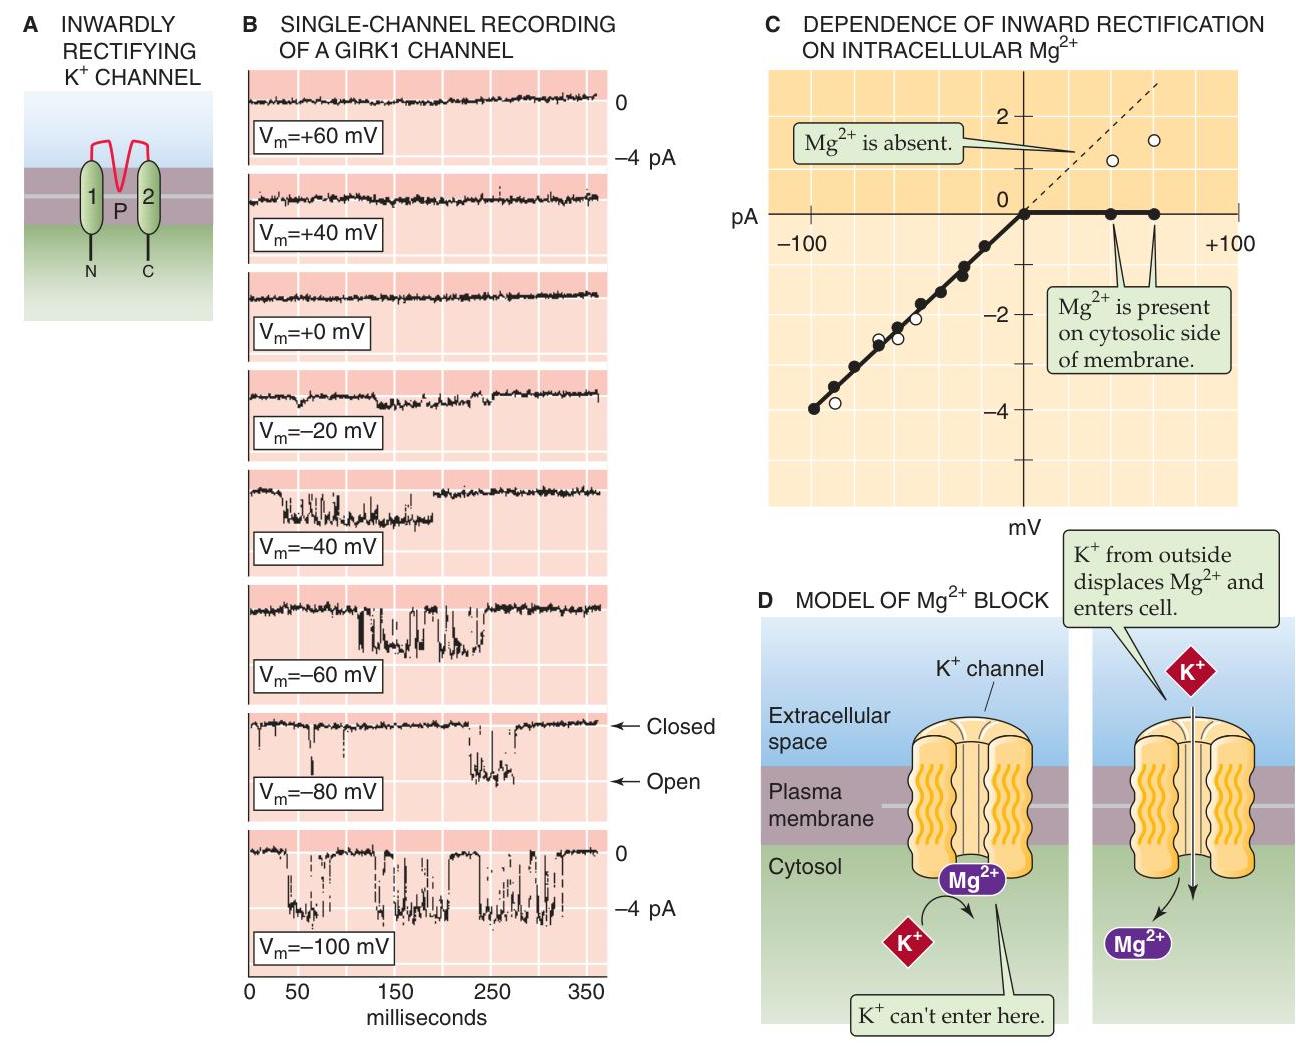 A INWARDLY
RECTIFYING
K+ CHANNEL
1
2
P
N
C
B SINGLE-CHANNEL RECORDING
OF A GIRK1 CHANNEL
0
Vm=+60 mV
−4 pA
Vm=+40 mV
Vm=+0 mV
Vm=−20 mV
Vm=−40 mV
Vm=−60 mV
Closed
Open
Vm=−80 mV
0
−4 pA
Vm=−100 mV
0 50 150 250 350
milliseconds
C DEPENDENCE OF INWARD RECTIFICATION
ON INTRACELLULAR Mg2+
2
Mg2+ is absent.
0
pA
−100
+100
−2
Mg2+ is present
on cytosolic side
of membrane.
−4
mV
D MODEL OF Mg2+ BLOCK
K+ from outside
displaces Mg2+ and
enters cell.
K+ channel
K+
Extracellular
space
Plasma
membrane
Cytosol
Mg2+
K+
Mg2+
K+ can't enter here.